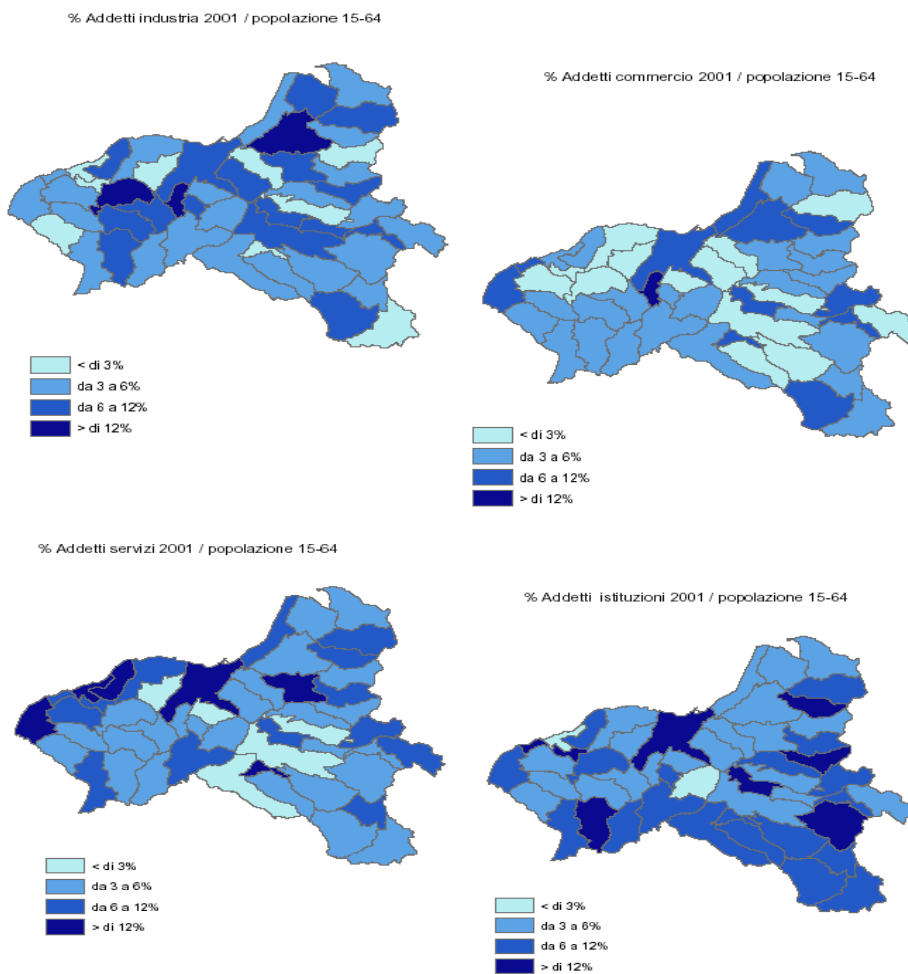 % Addetti industria 2001 / popolazione 15-64
< di 3%
da 3 a 6%
da 6 a 12%
> di 12%
% Addetti commercio 2001 / popolazione 15-64
< di 3%
da 3 a 6%
da 6 a 12%
> di 12%
% Addetti servizi 2001 / popolazione 15-64
< di 3%
da 3 a 6%
da 6 a 12%
> di 12%
% Addetti istituzioni 2001 / popolazione 15-64
< di 3%
da 3 a 6%
da 6 a 12%
> di 12%